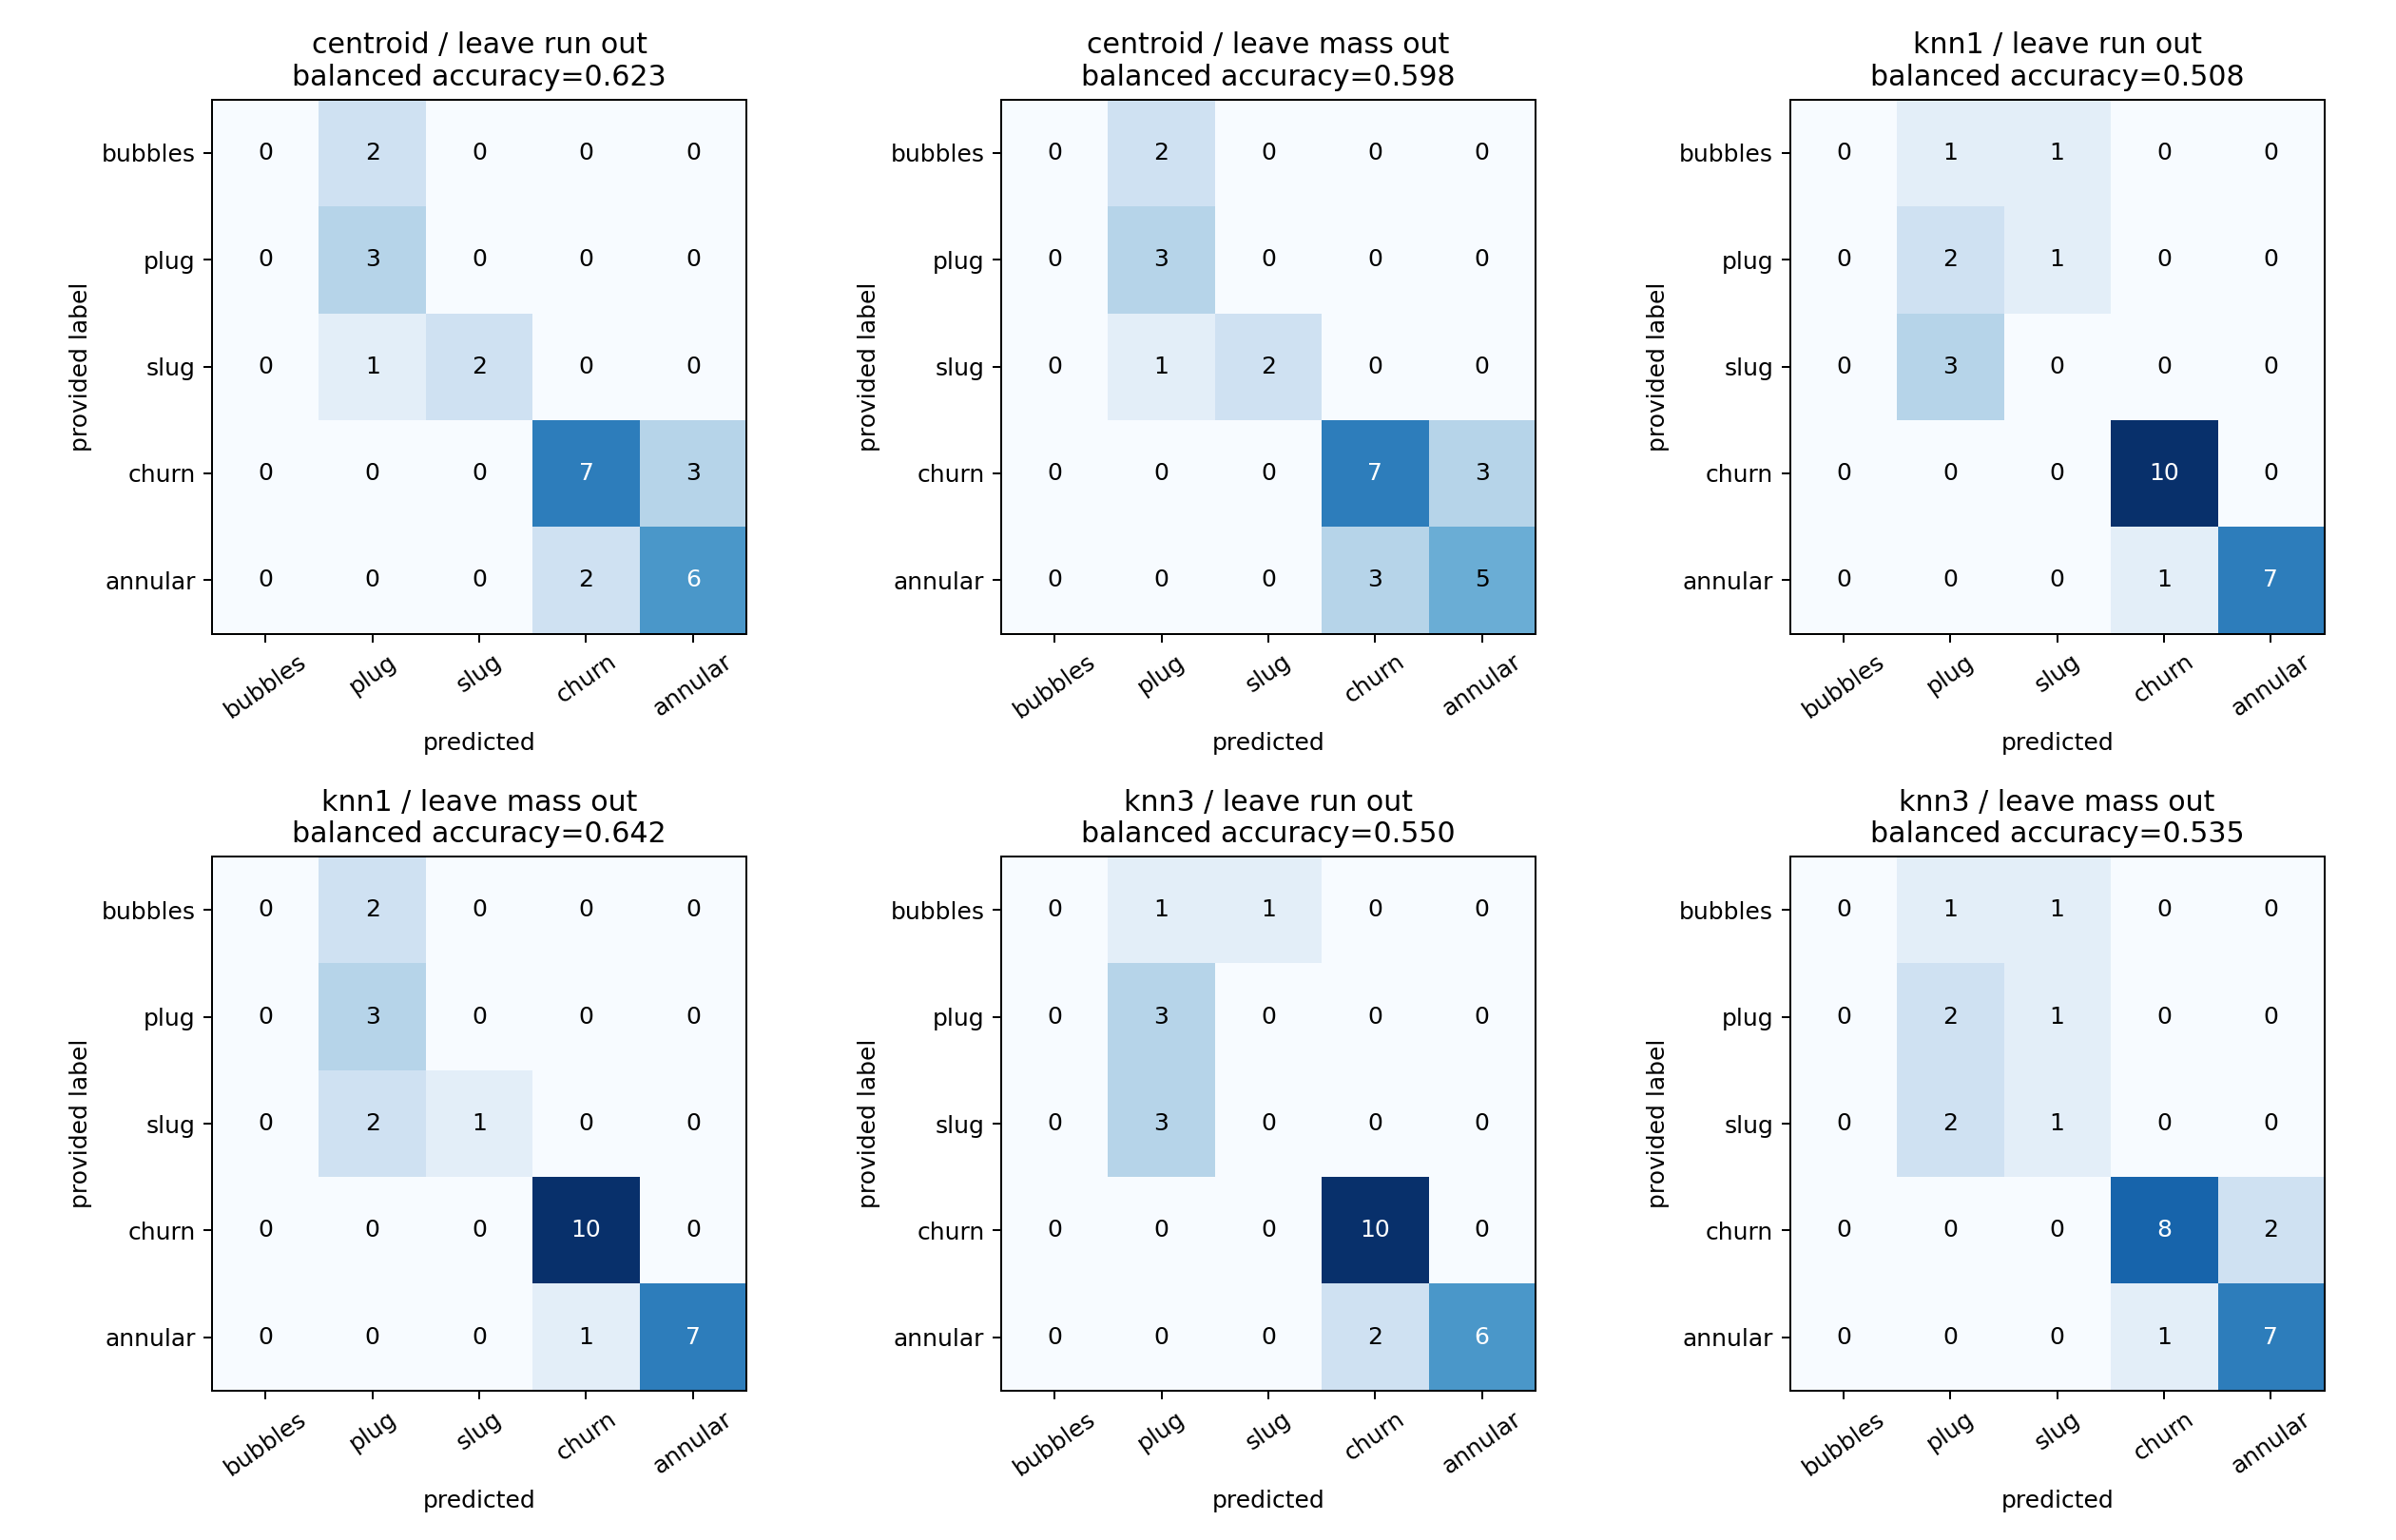 centroid / leave run out
balanced accuracy=0.623
provided label
bubbles 0 2 0 0 0
plug 0 3 0 0 0
slug 0 1 2 0 0
churn 0 0 0 7 3
annular 0 0 0 2 6
bubbles plug slug churn annular
predicted
centroid / leave mass out
balanced accuracy=0.598
provided label
bubbles 0 2 0 0 0
plug 0 3 0 0 0
slug 0 1 2 0 0
churn 0 0 0 7 3
annular 0 0 0 3 5
bubbles plug slug churn annular
predicted
knn1 / leave run out
balanced accuracy=0.508
provided label
bubbles 0 1 1 0 0
plug 0 2 1 0 0
slug 0 3 0 0 0
churn 0 0 0 10 0
annular 0 0 0 1 7
bubbles plug slug churn annular
predicted
knn1 / leave mass out
balanced accuracy=0.642
provided label
bubbles 0 2 0 0 0
plug 0 3 0 0 0
slug 0 2 1 0 0
churn 0 0 0 10 0
annular 0 0 0 1 7
bubbles plug slug churn annular
predicted
knn3 / leave run out
balanced accuracy=0.550
provided label
bubbles 0 1 1 0 0
plug 0 3 0 0 0
slug 0 3 0 0 0
churn 0 0 0 10 0
annular 0 0 0 2 6
bubbles plug slug churn annular
predicted
knn3 / leave mass out
balanced accuracy=0.535
provided label
bubbles 0 1 1 0 0
plug 0 2 1 0 0
slug 0 2 1 0 0
churn 0 0 0 8 2
annular 0 0 0 1 7
bubbles plug slug churn annular
predicted